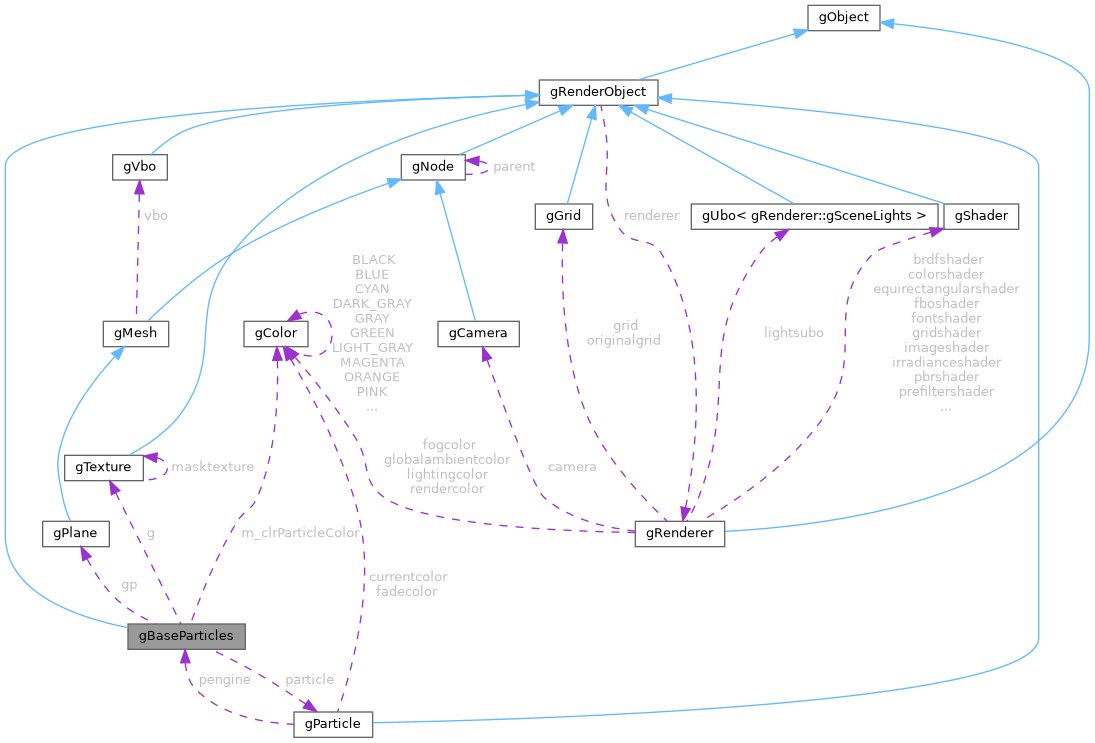 gObject
gRenderObject
gVbo
gNode
parent
vbo
gGrid
renderer
gUbo< gRenderer::gSceneLights >
gShader
BLACK
BLUE
CYAN
DARK_GRAY
GRAY
GREEN
LIGHT_GRAY
MAGENTA
ORANGE
PINK
...
brdfshader
colorshader
equirectangularshader
fboshader
fontshader
gridshader
imageshader
irradianceshader
pbrshader
prefiltershader
...
gMesh
gColor
gCamera
grid
originalgrid
lightsubo
gTexture
masktexture
fogcolor
globalambientcolor
lightingcolor
rendercolor
camera
gPlane
g
m_clrParticleColor
gRenderer
gp
currentcolor
fadecolor
gBaseParticles
pengine
particle
gParticle